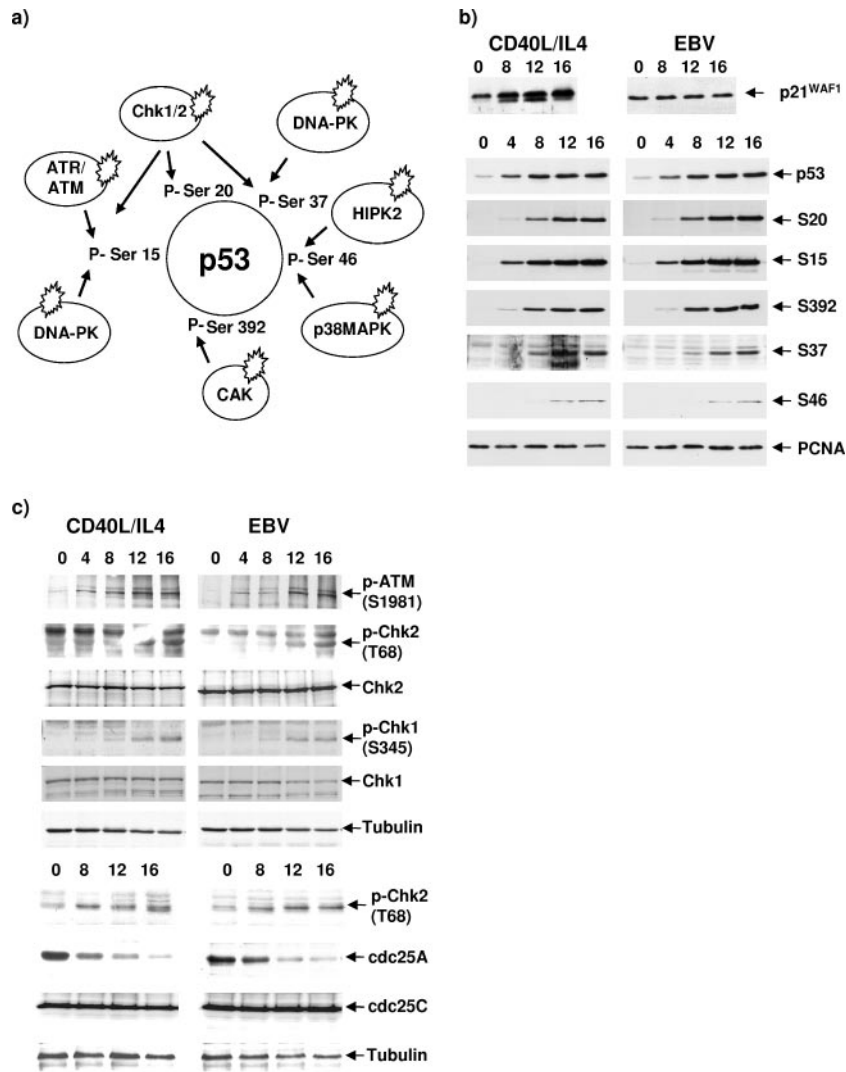 a)
Chk1/2
DNA-PK
ATR/
ATM
P- Ser 20
P- Ser 37
HIPK2
P- Ser 15
p53
P- Ser 46
DNA-PK
P- Ser 392
p38MAPK
CAK
b)
CD40L/IL4 EBV
0 8 12 16 0 8 12 16
p21WAF1
0 4 8 12 16 0 4 8 12 16
p53
S20
S15
S392
S37
S46
PCNA
c)
CD40L/IL4 EBV
0 4 8 12 16 0 4 8 12 16
p-ATM
(S1981)
p-Chk2
(T68)
Chk2
p-Chk1
(S345)
Chk1
Tubulin
0 8 12 16 0 8 12 16
p-Chk2
(T68)
cdc25A
cdc25C
Tubulin